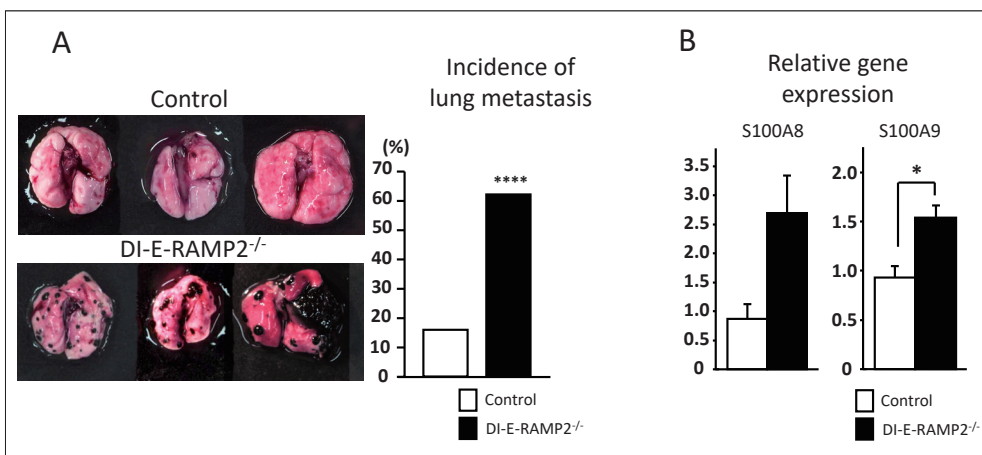 A
Control
DI-E-RAMP2-/-
Incidence of
lung metastasis
(%)
70
60
50
40
30
20
10
0
****
Control
DI-E-RAMP2-/-
B
Relative gene
expression
S100A8
3.5
3.0
2.5
2.0
1.5
1.0
0.5
0
S100A9
2.0
1.5
1.0
0.5
0
*
Control
DI-E-RAMP2-/-